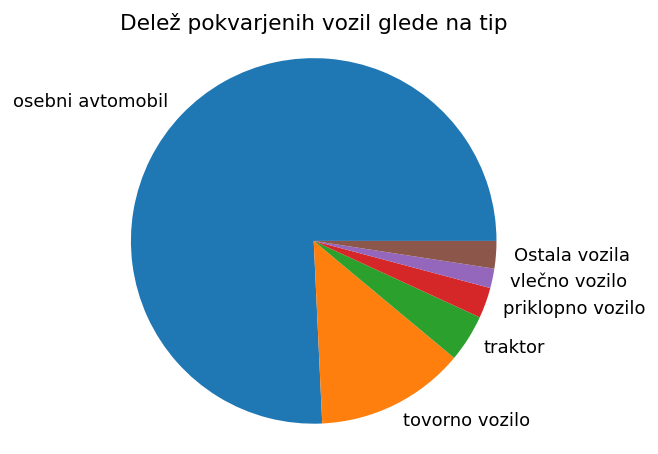 Delež pokvarjenih vozil glede na tip
osebni avtomobil
Ostala vozila
vlečno vozilo
priklopno vozilo
traktor
tovorno vozilo